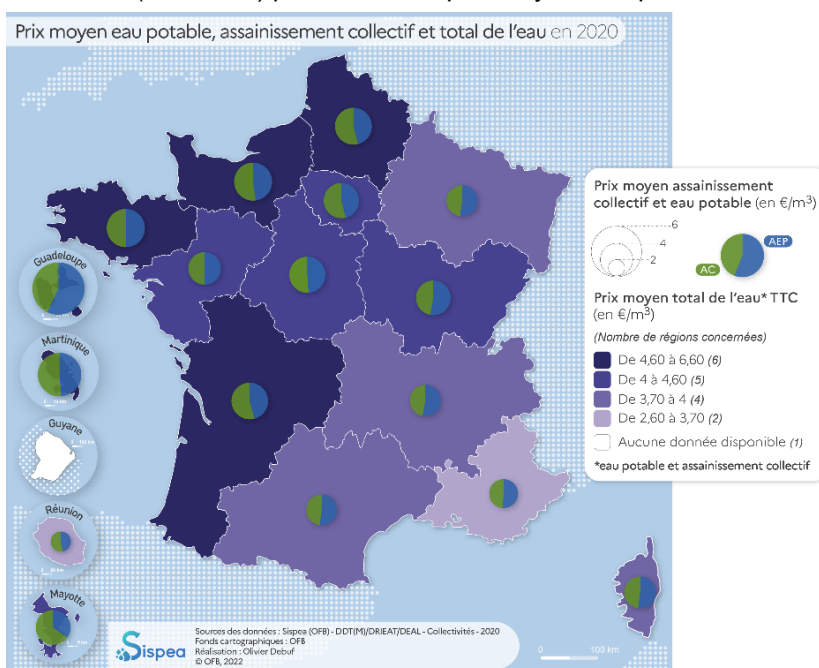 Prix moyen eau potable, assainissement collectif et total de l'eau en 2020
Guadeloupe
Martinique
Guyane
Réunion
Mayotte
Prix moyen assainissement
collectif et eau potable (en €/m³)
6
4
2
AEP
AC
Prix moyen total de l'eau* TTC
(en €/m³)
(Nombre de régions concernées)
De 4,60 à 6,60 (6)
De 4 à 4,60 (5)
De 3,70 à 4 (4)
De 2,60 à 3,70 (2)
Aucune donnée disponible (1)
*eau potable et assainissement collectif
Sispea
Sources des données : Sispea (OFB) - DDT(M)/DRIEAT/DEAL - Collectivités - 2020
Fonds cartographiques : OFB
Réalisation : Olivier Debuf
© OFB, 2022
0 100 km